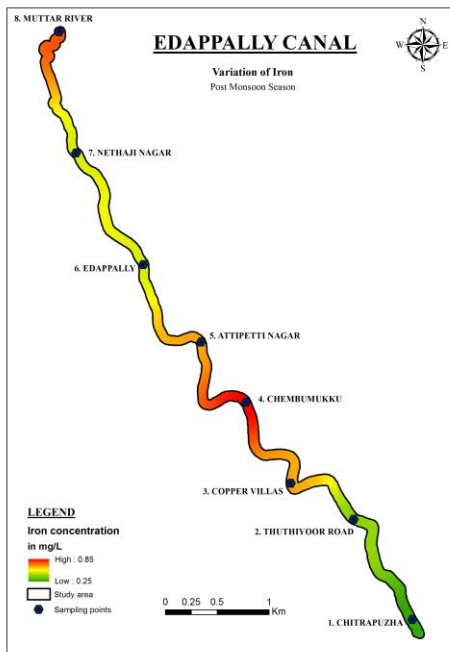 8. MUTTAR RIVER
EDAPPALLY CANAL
N
W E
S
Variation of Iron
Post Monsoon Season
7. NETHAJI NAGAR
6. EDAPPALLY
5. ATTIPETTI NAGAR
4. CHEMBUMUKKU
3. COPPER VILLAS
2. THUTHIYOOR ROAD
1. CHITRAPUZHA
LEGEND
Iron concentration
in mg/L
High : 0.85
Low : 0.25
Study area
Sampling points
0 0.25 0.5 1
Km